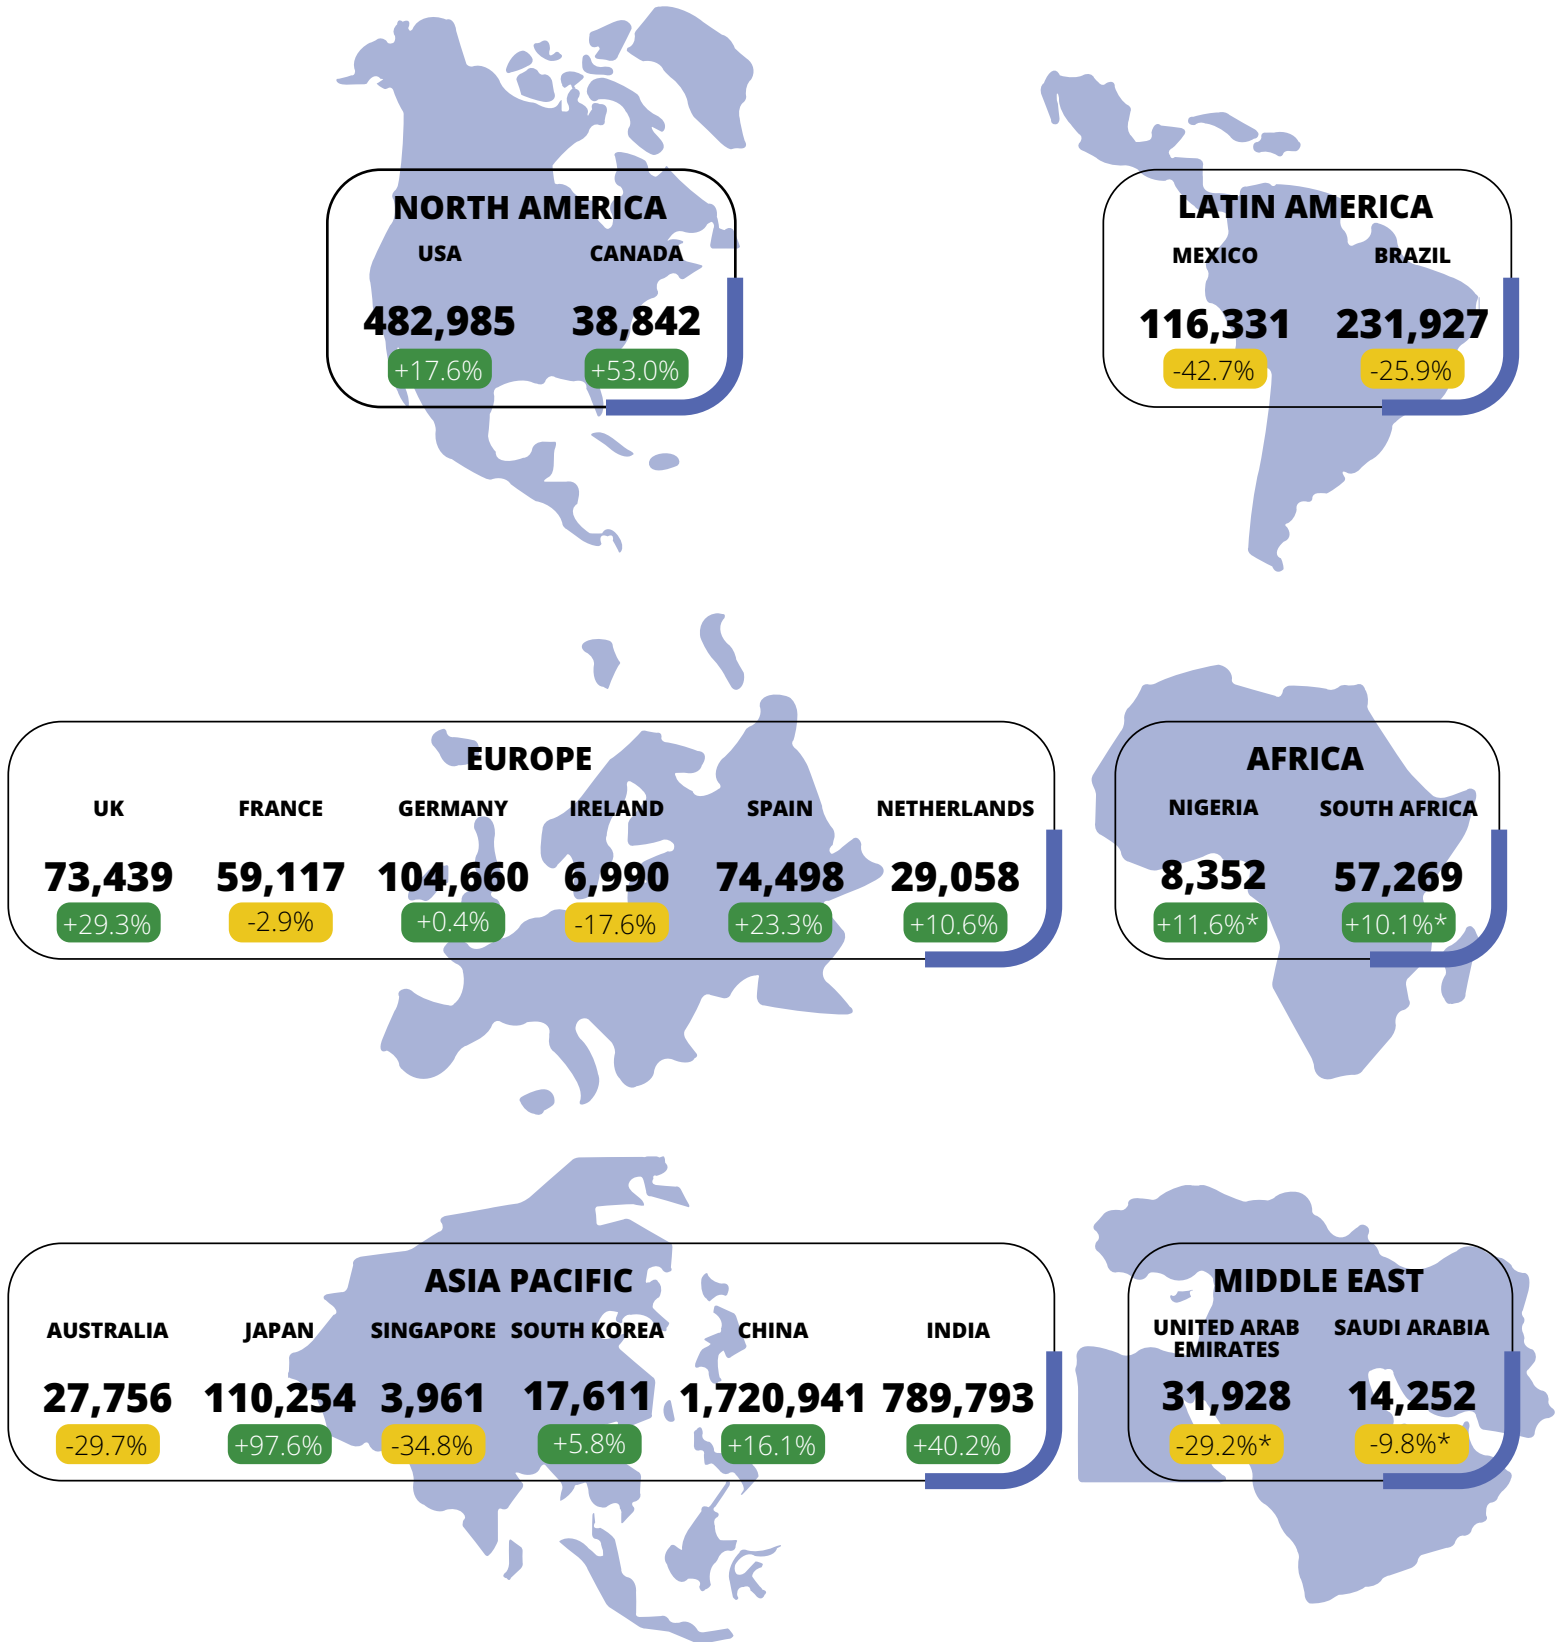 NORTH AMERICA
USA CANADA
482,985 38,842
+17.6% +53.0%
LATIN AMERICA
MEXICO BRAZIL
116,331 231,927
-42.7% -25.9%
EUROPE
UK FRANCE GERMANY IRELAND SPAIN NETHERLANDS
73,439 59,117 104,660 6,990 74,498 29,058
+29.3% -2.9% +0.4% -17.6% +23.3% +10.6%
AFRICA
NIGERIA SOUTH AFRICA
8,352 57,269
+11.6%* +10.1%*
ASIA PACIFIC
AUSTRALIA JAPAN SINGAPORE SOUTH KOREA CHINA INDIA
27,756 110,254 3,961 17,611 1,720,941 789,793
-29.7% +97.6% -34.8% +5.8% +16.1% +40.2%
MIDDLE EAST
UNITED ARAB SAUDI ARABIA
EMIRATES
31,928 14,252
-29.2%* -9.8%*